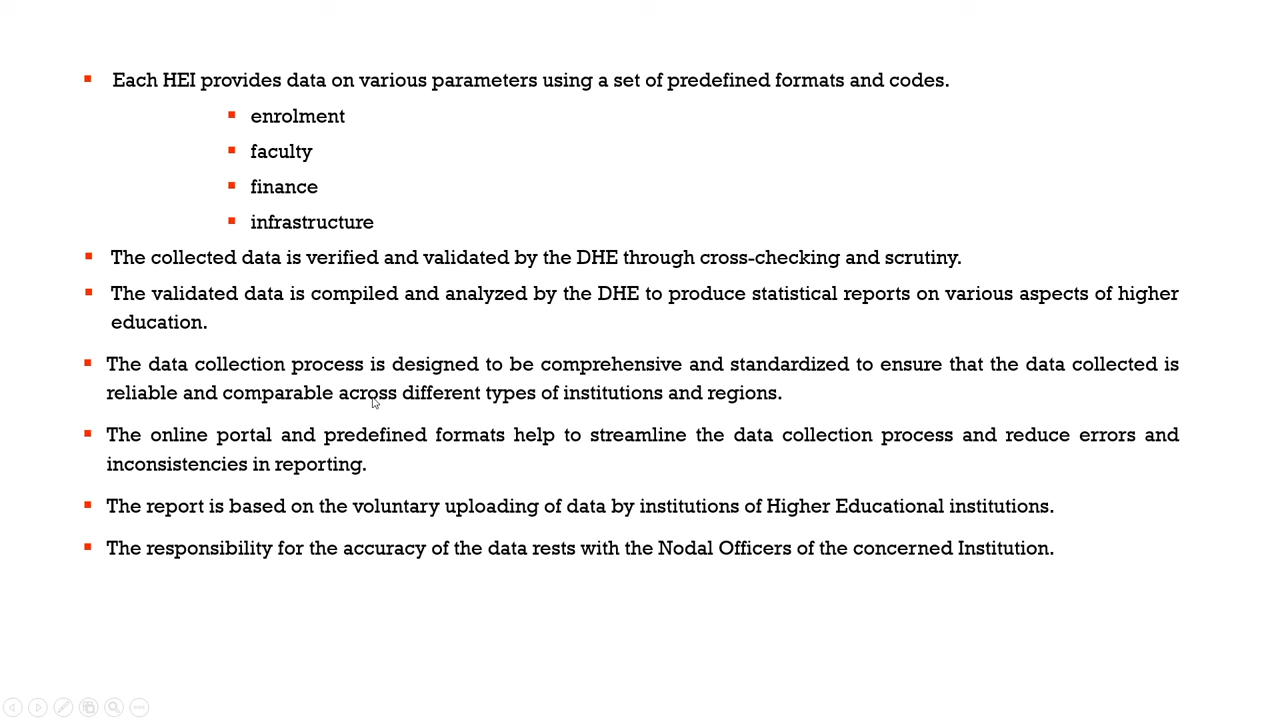 Each HEI provides data on various parameters using a set of predefined formats and codes.
enrolment
faculty
finance
infrastructure
The collected data is verified and validated by the DHE through cross-checking and scrutiny.
The validated data is compiled and analyzed by the DHE to produce statistical reports on various aspects of higher
education.
The data collection process is designed to be comprehensive and standardized to ensure that the data collected is
reliable and comparable across different types of institutions and regions.
The online portal and predefined formats help to streamline the data collection process and reduce errors and
inconsistencies in reporting.
The report is based on the voluntary uploading of data by institutions of Higher Educational institutions.
The responsibility for the accuracy of the data rests with the Nodal Officers of the concerned Institution.